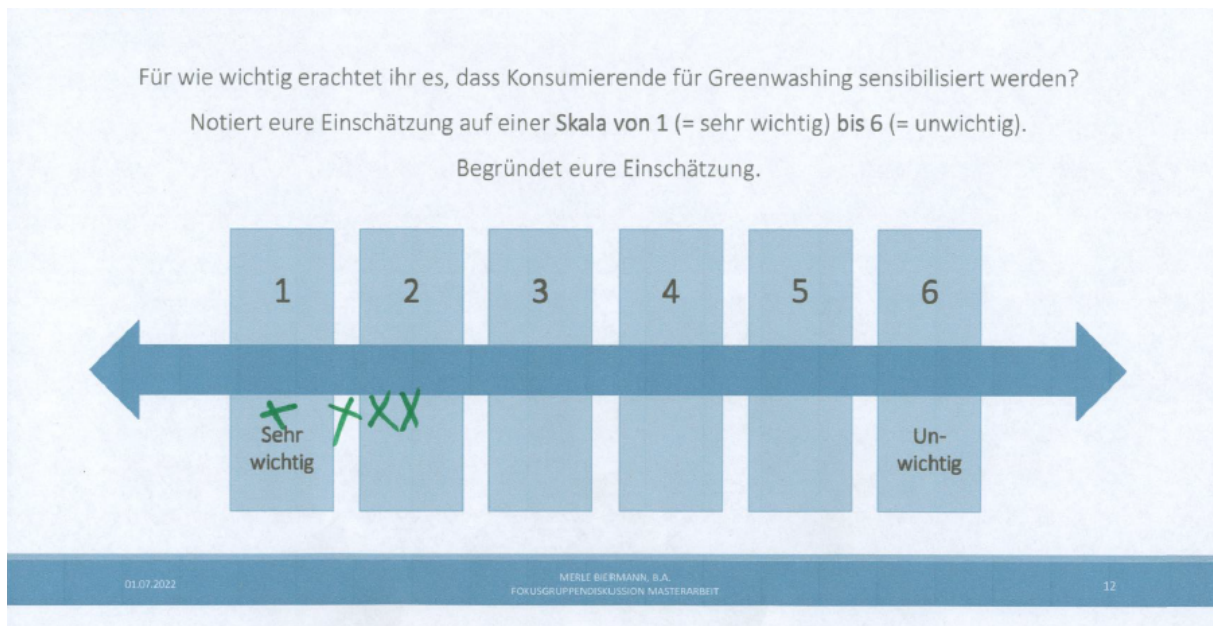 Für wie wichtig erachtet ihr es, dass Konsumierende für Greenwashing sensibilisiert werden?
Notiert eure Einschätzung auf einer Skala von 1 (= sehr wichtig) bis 6 (= unwichtig).
Begründet eure Einschätzung.
1 2 3 4 5 6
+ x x x
Sehr
wichtig
Un-
wichtig
01.07.2022
MERLE BIERMANN, B.A.
FOKUSGRUPPENDISKUSSION MASTERARBEIT
12